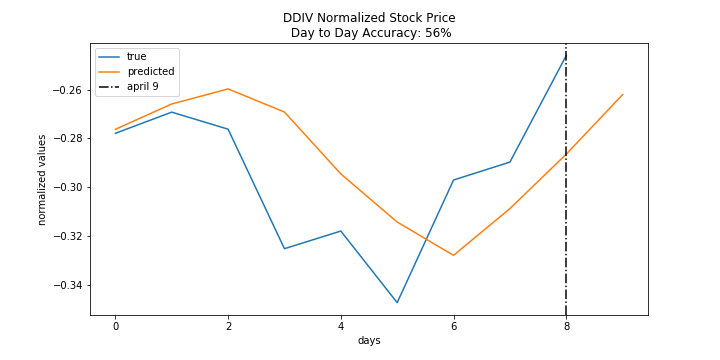 DDIV Normalized Stock Price
Day to Day Accuracy: 56%
true
predicted
april 9
normalized values
−0.26
−0.28
−0.30
−0.32
−0.34
0
2
4
6
8
days